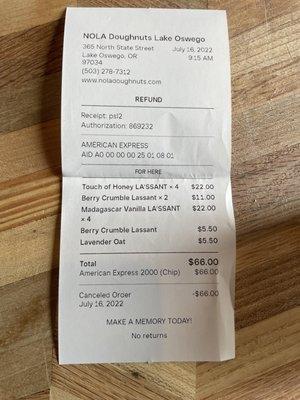 NOLA Doughnuts Lake Oswego
365 North State Street July 16, 2022
Lake Oswego, OR 9:15 AM
97034
(503) 278-7312
www.noladoughnuts.com
REFUND
Receipt: psl2
Authorization: 869232
AMERICAN EXPRESS
AID A0 00 00 00 25 01 08 01
FOR HERE
Touch of Honey LA'SSANT × 4 $22.00
Berry Crumble Lassant × 2 $11.00
Madagascar Vanilla LA'SSANT $22.00
× 4
Berry Crumble Lassant $5.50
Lavender Oat $5.50
Total $66.00
American Express 2000 (Chip) $66.00
Canceled Order -$66.00
July 16, 2022
MAKE A MEMORY TODAY!
No returns